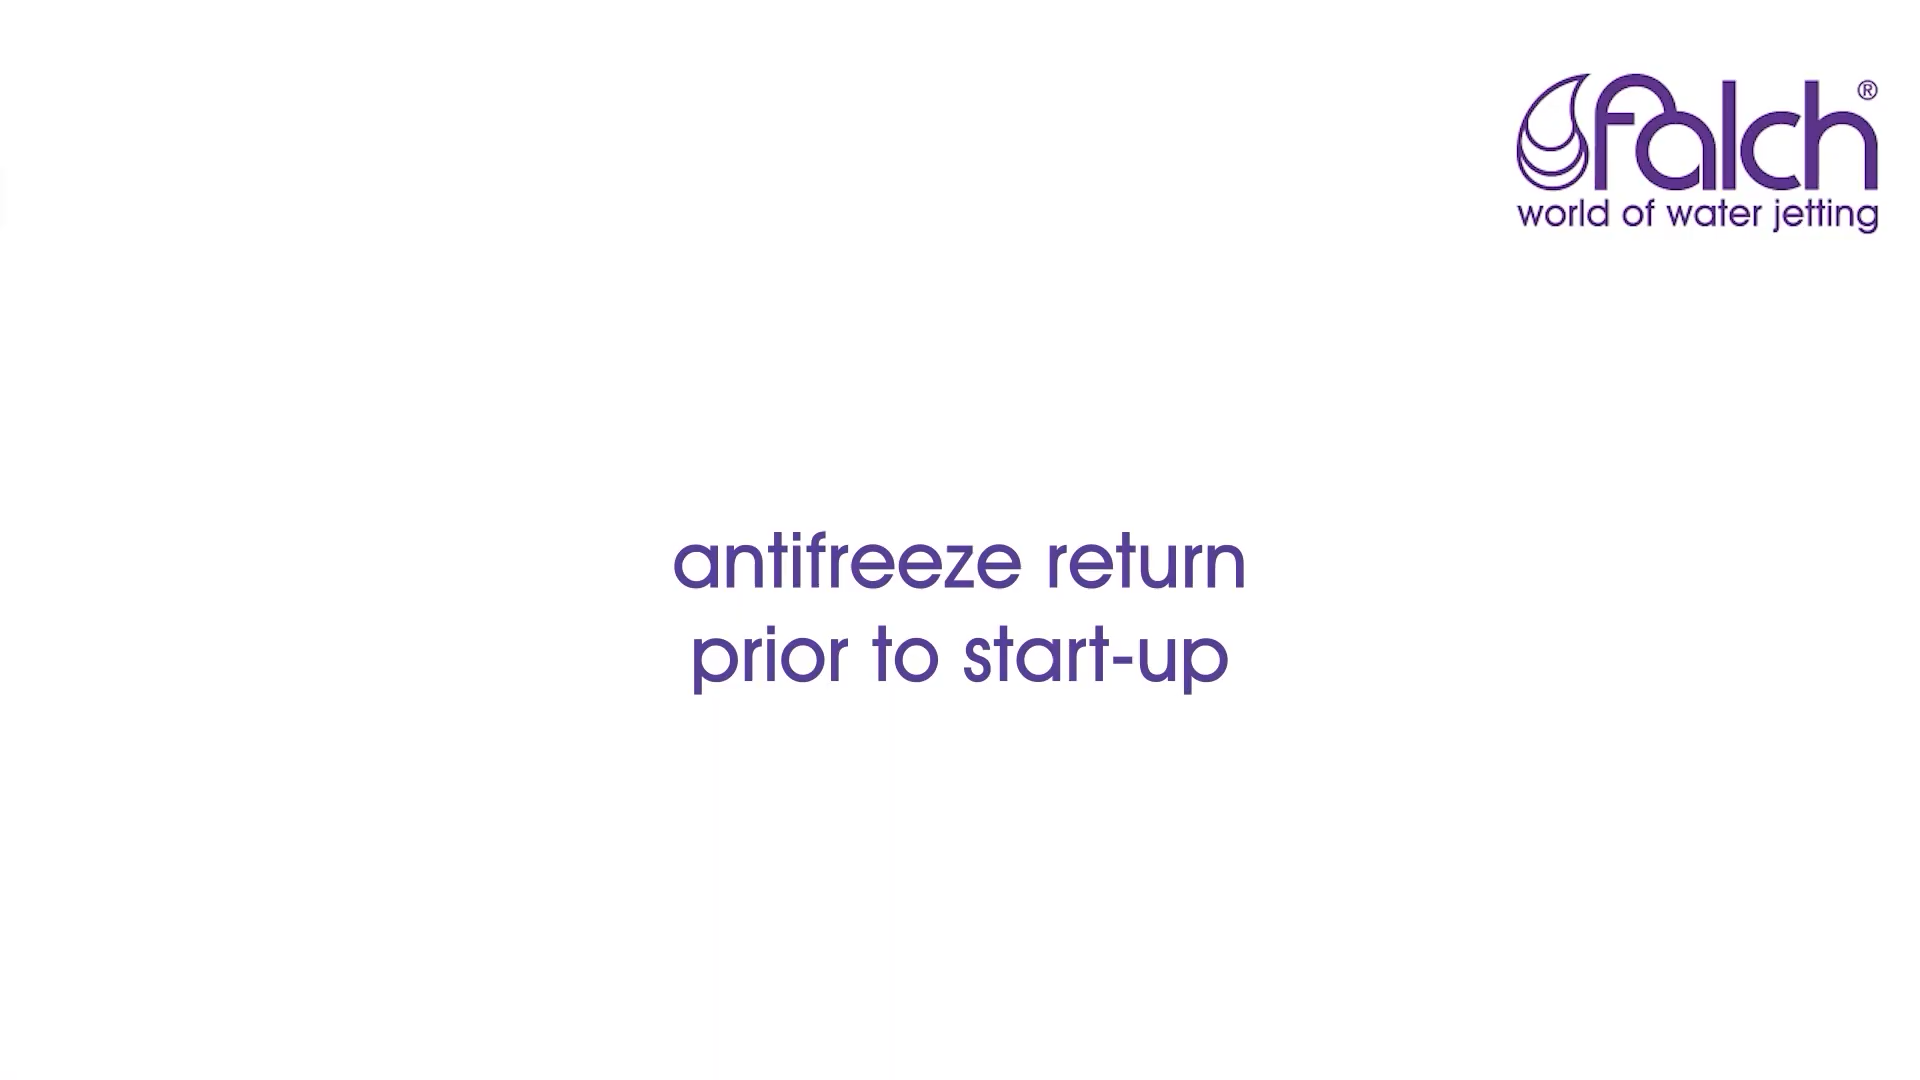 falch®
world of water jetting
antifreeze return
prior to start-up